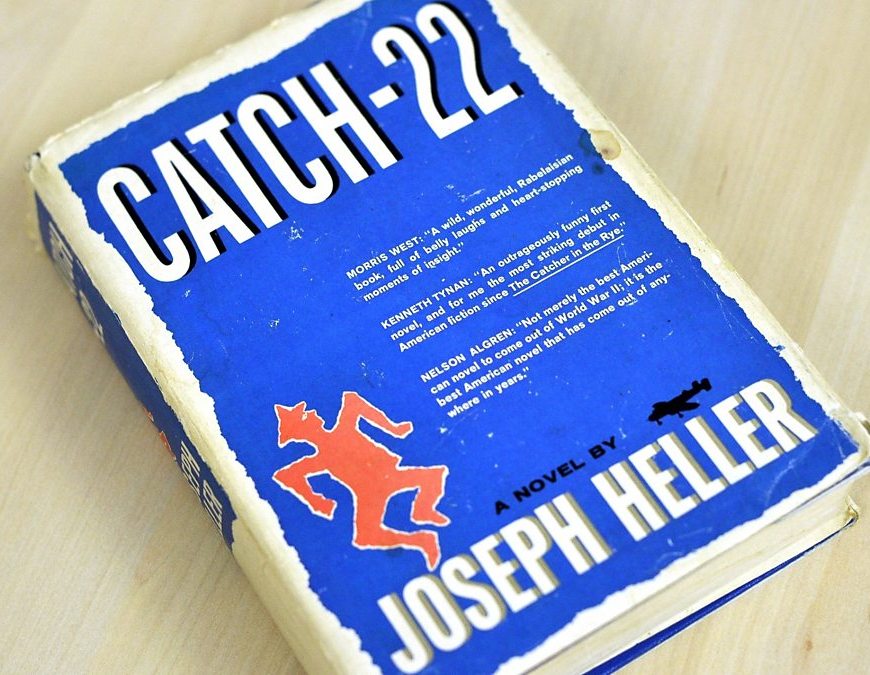 CATCH-22
MORRIS WEST: "A wild, wonderful, Rabelaisian
book, full of belly laughs and heart-stopping
moments of insight."
KENNETH TYNAN: "An outrageously funny first
novel, and for me the most striking debut in
American fiction since The Catcher in the Rye."
NELSON ALGREN: "Not merely the best Ameri-
can novel to come out of World War II; it is the
best American novel that has come out of any-
where in years."
A NOVEL BY
JOSEPH HELLER